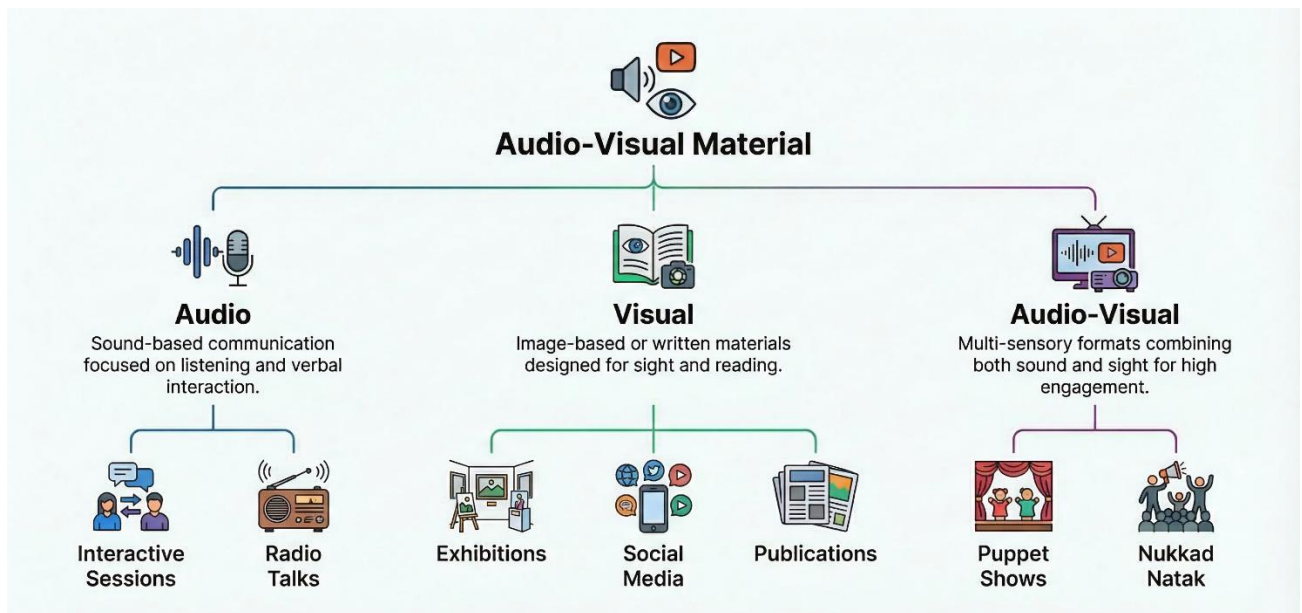 Audio-Visual Material
Audio
Sound-based communication
focused on listening and verbal
interaction.
Visual
Image-based or written materials
designed for sight and reading.
Audio-Visual
Multi-sensory formats combining
both sound and sight for high
engagement.
Interactive
Sessions
Radio
Talks
Exhibitions
Social
Media
Publications
Puppet
Shows
Nukkad
Natak